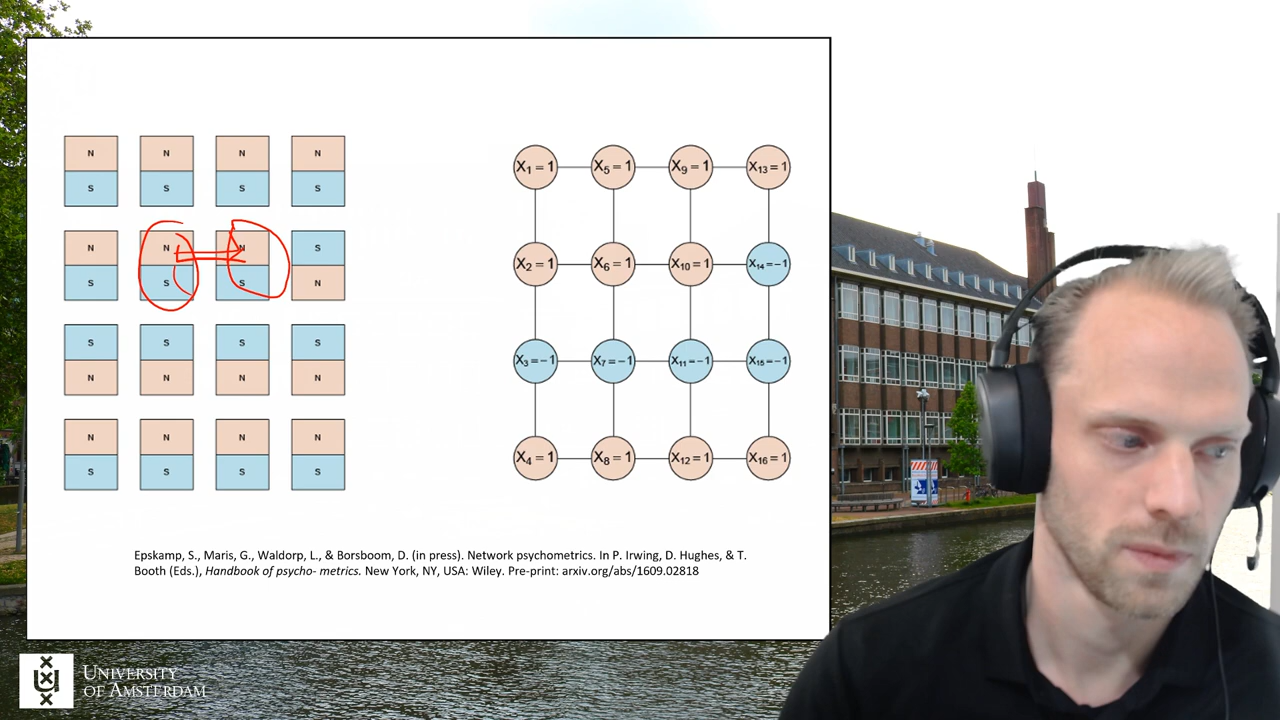 N N N N
S S S S
N N N S
S S S N
S S S S
N N N N
N N N N
S S S S
X1 = 1 X5 = 1 X9 = 1 X13 = 1
X2 = 1 X6 = 1 X10 = 1 X14 = −1
X3 = −1 X7 = −1 X11 = −1 X15 = −1
X4 = 1 X8 = 1 X12 = 1 X16 = 1
Epskamp, S., Maris, G., Waldorp, L., & Borsboom, D. (in press). Network psychometrics. In P. Irwing, D. Hughes, & T.
Booth (Eds.), Handbook of psycho- metrics. New York, NY, USA: Wiley. Pre-print: arxiv.org/abs/1609.02818
UNIVERSITY
OF AMSTERDAM